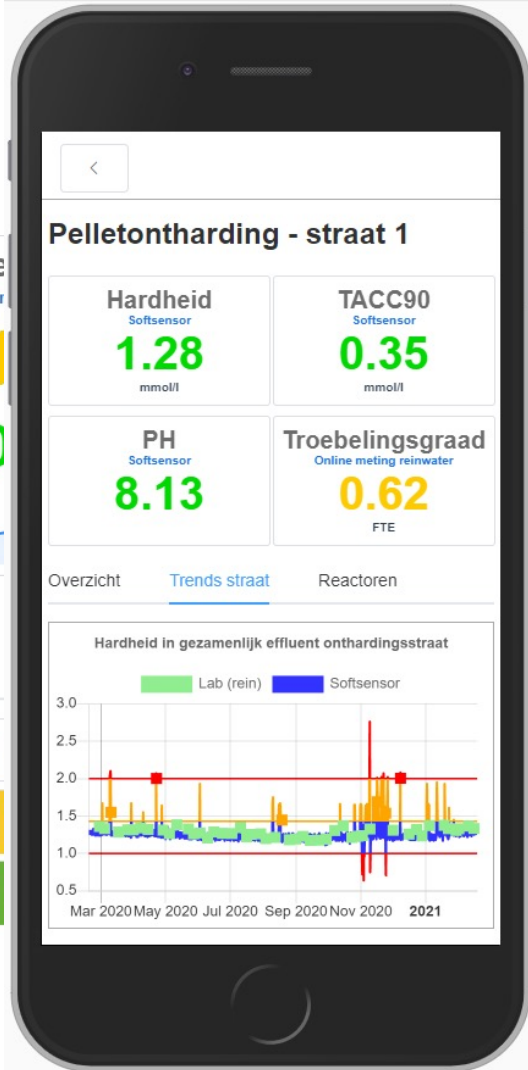 Pelletontharding - straat 1
Hardheid
Softsensor
1.28
mmol/l
TACC90
Softsensor
0.35
mmol/l
PH
Softsensor
8.13
Troebelingsgraad
Online meting reinwater
0.62
FTE
Overzicht Trends straat Reactoren
Hardheid in gezamenlijk effluent onthardingsstraat
Lab (rein) Softsensor
3.0
2.5
2.0
1.5
1.0
0.5
Mar 2020 May 2020 Jul 2020 Sep 2020 Nov 2020 2021